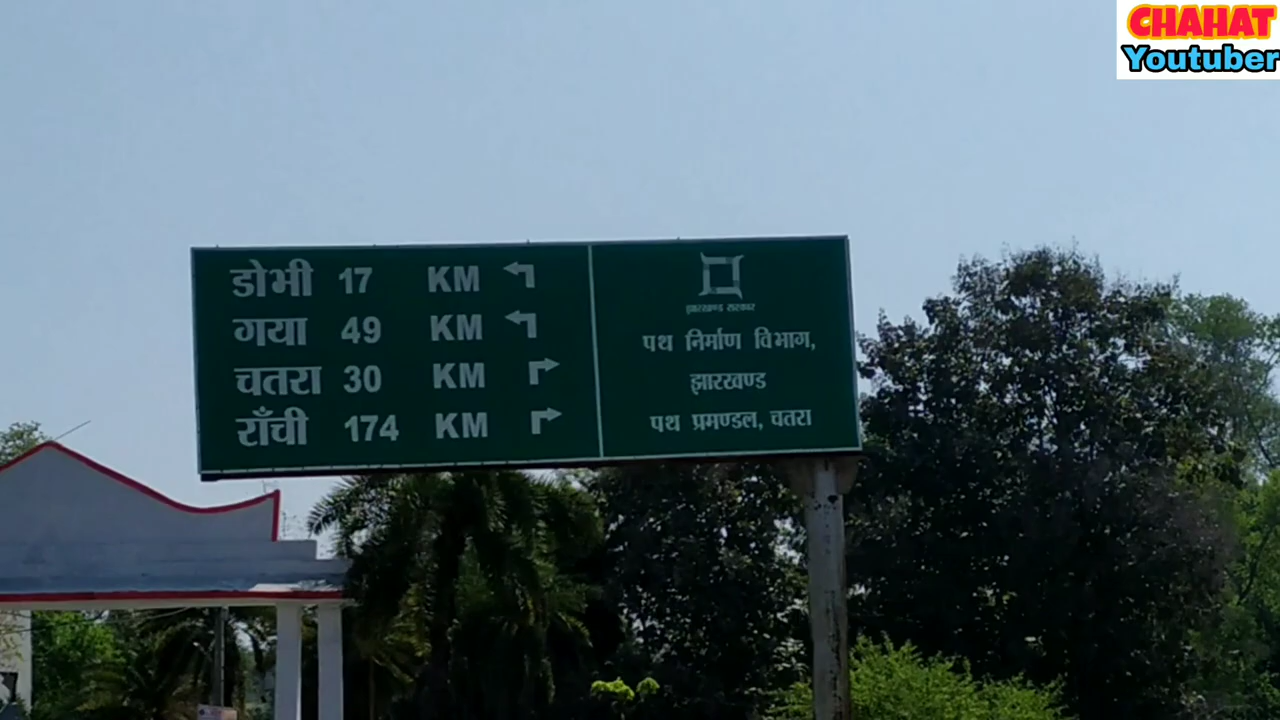 CHAHAT
Youtuber
डोभी 17 KM
गया 49 KM
चतरा 30 KM
राँची 174 KM
झारखण्ड सरकार
पथ निर्माण विभाग,
झारखण्ड
पथ प्रमण्डल, चतरा